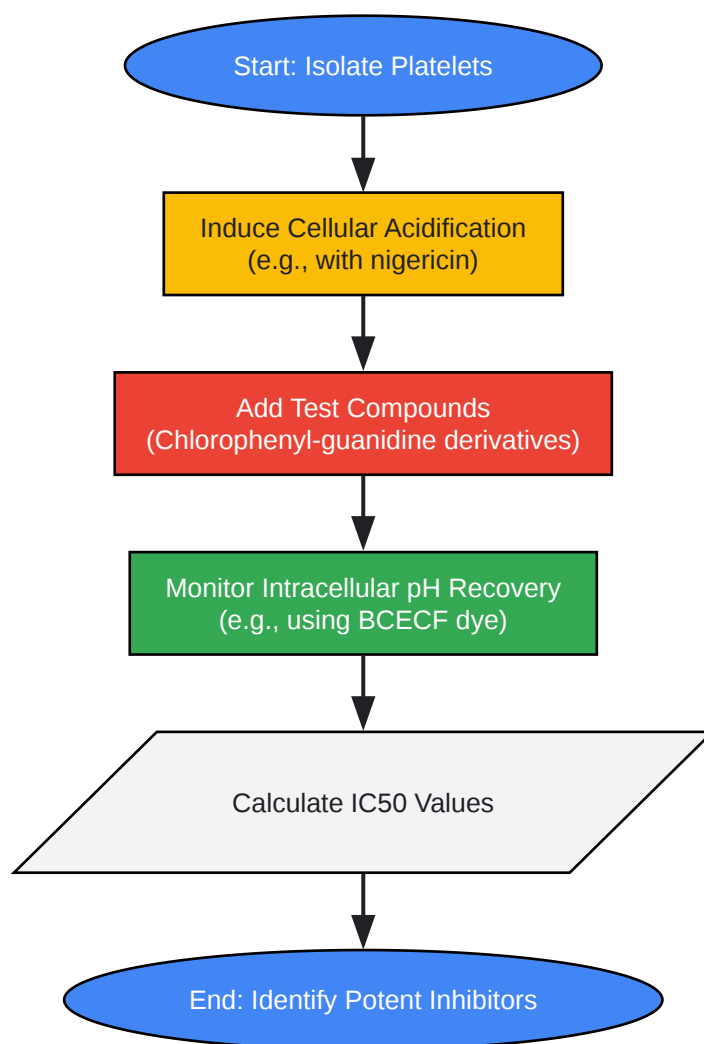 Start: Isolate Platelets
Induce Cellular Acidification
(e.g., with nigericin)
Add Test Compounds
(Chlorophenyl-guanidine derivatives)
Monitor Intracellular pH Recovery
(e.g., using BCECF dye)
Calculate IC50 Values
End: Identify Potent Inhibitors